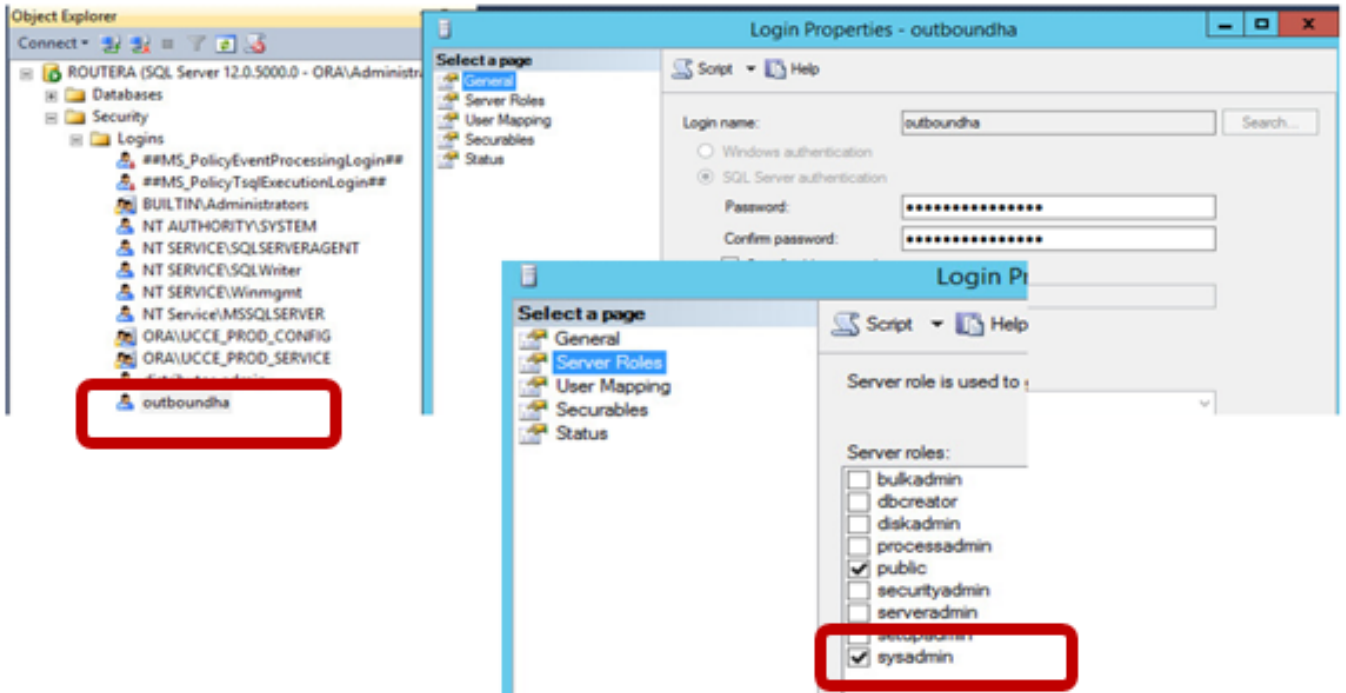 Object Explorer
Connect
ROUTERA (SQL Server 12.0.5000.0 - ORA\Administr
Databases
Security
Logins
##MS_PolicyEventProcessingLogin##
##MS_PolicyTsqlExecutionLogin##
BUILTIN\Administrators
NT AUTHORITY\SYSTEM
NT SERVICE\SQLSERVERAGENT
NT SERVICE\SQLWriter
NT SERVICE\Winmgmt
NT Service\MSSQLSERVER
ORA\UCCE_PROD_CONFIG
ORA\UCCE_PROD_SERVICE
outboundha
Login Properties - outboundha
Select a page
General
Server Roles
User Mapping
Securables
Status
Script Help
Login name: outboundha Search...
Windows authentication
SQL Server authentication
Password: ●●●●●●●●●●●●●●●
Confirm password: ●●●●●●●●●●●●●●●
Login Pr
Select a page
General
Server Roles
User Mapping
Securables
Status
Script Help
Server role is used to
Server roles:
bulkadmin
dbcreator
diskadmin
processadmin
public
securityadmin
serveradmin
setupadmin
sysadmin